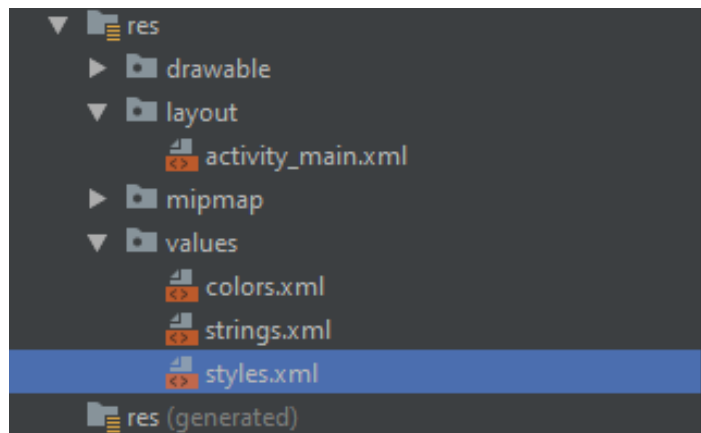 res
drawable
layout
activity_main.xml
mipmap
values
colors.xml
strings.xml
styles.xml
res (generated)